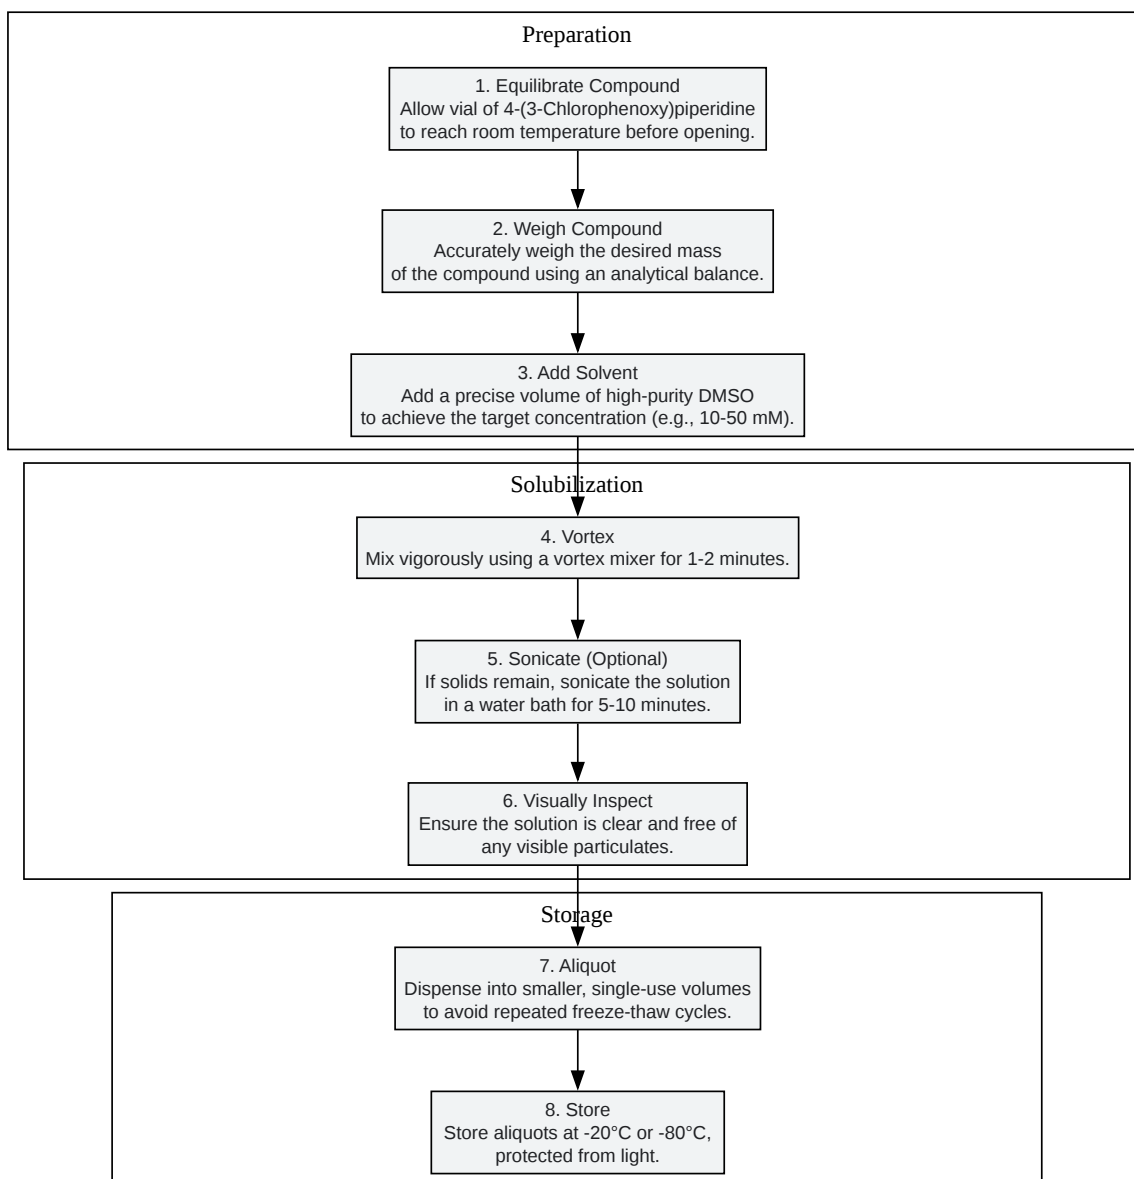 Preparation
1. Equilibrate Compound
Allow vial of 4-(3-Chlorophenoxy)piperidine
to reach room temperature before opening.
2. Weigh Compound
Accurately weigh the desired mass
of the compound using an analytical balance.
3. Add Solvent
Add a precise volume of high-purity DMSO
to achieve the target concentration (e.g., 10-50 mM).
Solubilization
4. Vortex
Mix vigorously using a vortex mixer for 1-2 minutes.
5. Sonicate (Optional)
If solids remain, sonicate the solution
in a water bath for 5-10 minutes.
6. Visually Inspect
Ensure the solution is clear and free of
any visible particulates.
Storage
7. Aliquot
Dispense into smaller, single-use volumes
to avoid repeated freeze-thaw cycles.
8. Store
Store aliquots at -20°C or -80°C,
protected from light.